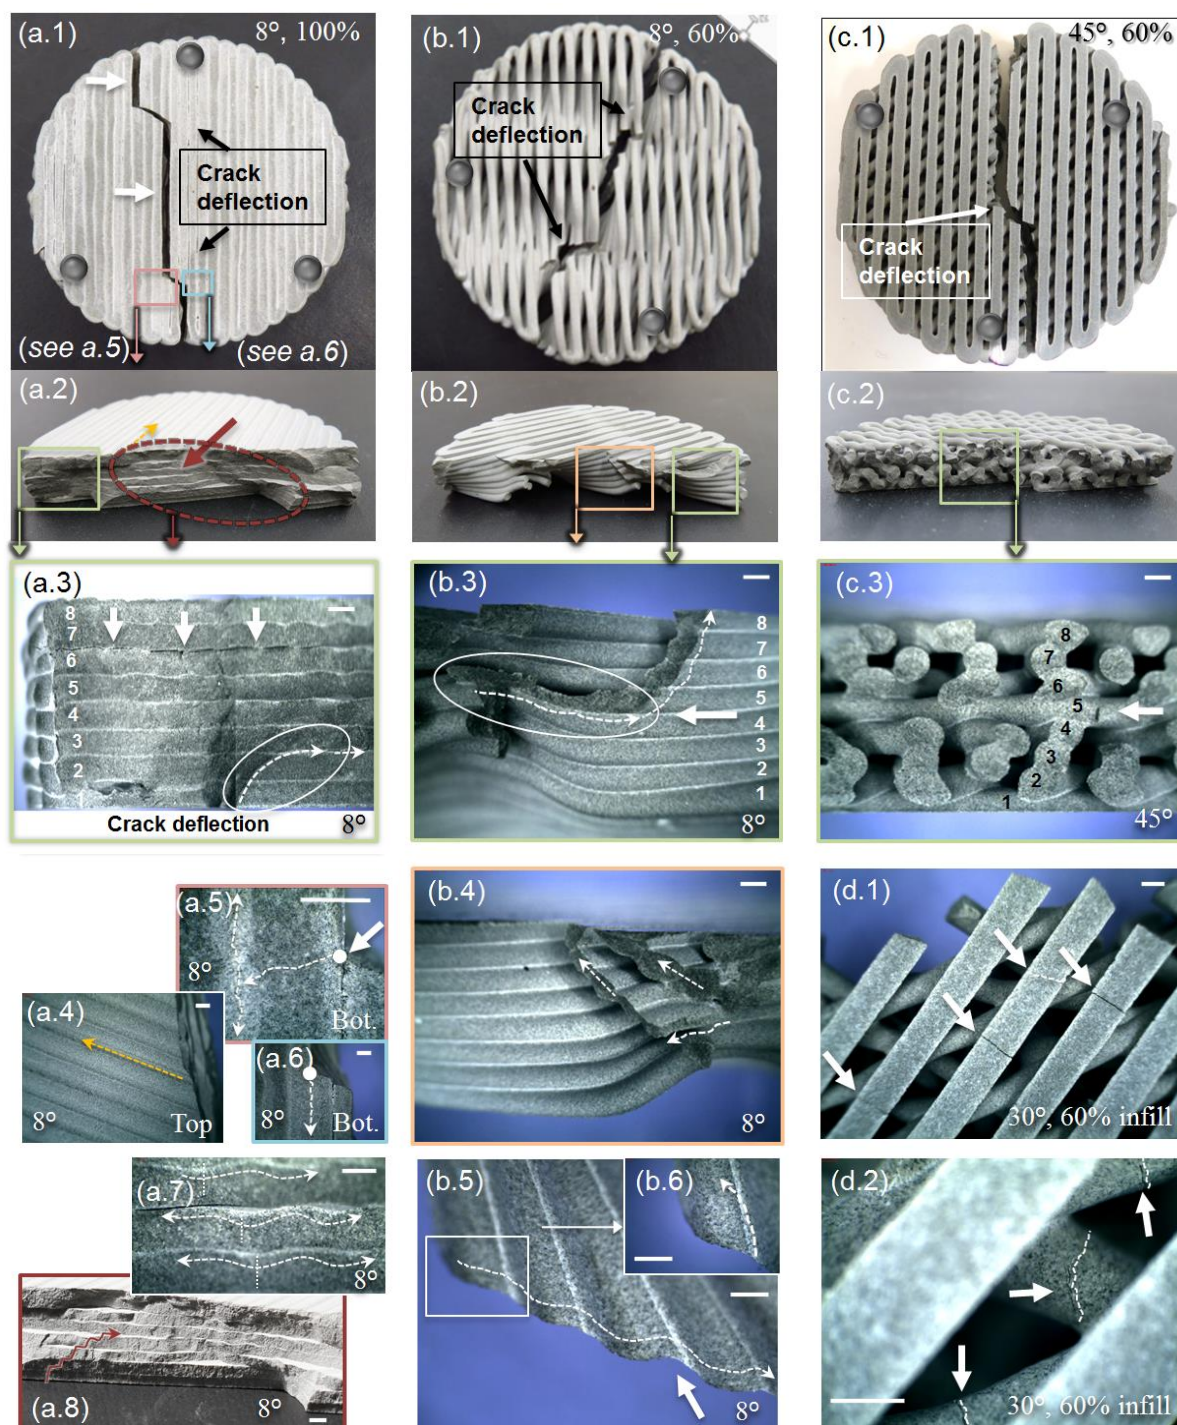 (a.1)
8°, 100%
Crack
deflection
(see a.5)
(see a.6)
(b.1)
8°, 60%
Crack
deflection
(c.1)
45°, 60%
Crack
deflection
(a.2)
(b.2)
(c.2)
(a.3)
8
7
6
5
4
3
2
1
Crack deflection
8°
(b.3)
8
7
6
5
4
3
2
1
8°
(c.3)
8
7
6
5
4
3
2
1
45°
(a.5)
8°
Bot.
(a.4)
8°
Top
(a.6)
8°
Bot.
(b.4)
8°
(d.1)
30°, 60% infill
(a.7)
8°
(a.8)
8°
(b.5)
(b.6)
8°
(d.2)
30°, 60% infill